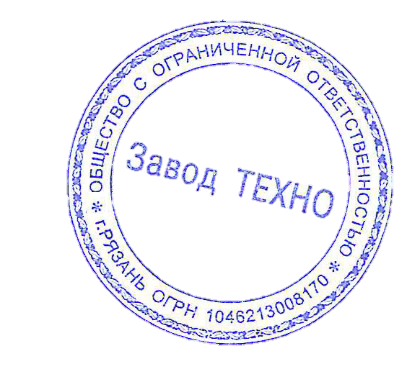 * ОБЩЕСТВО С ОГРАНИЧЕННОЙ ОТВЕТСТВЕННОСТЬЮ *
г.РЯЗАНЬ ОГРН 1046213008170
Завод ТЕХНО